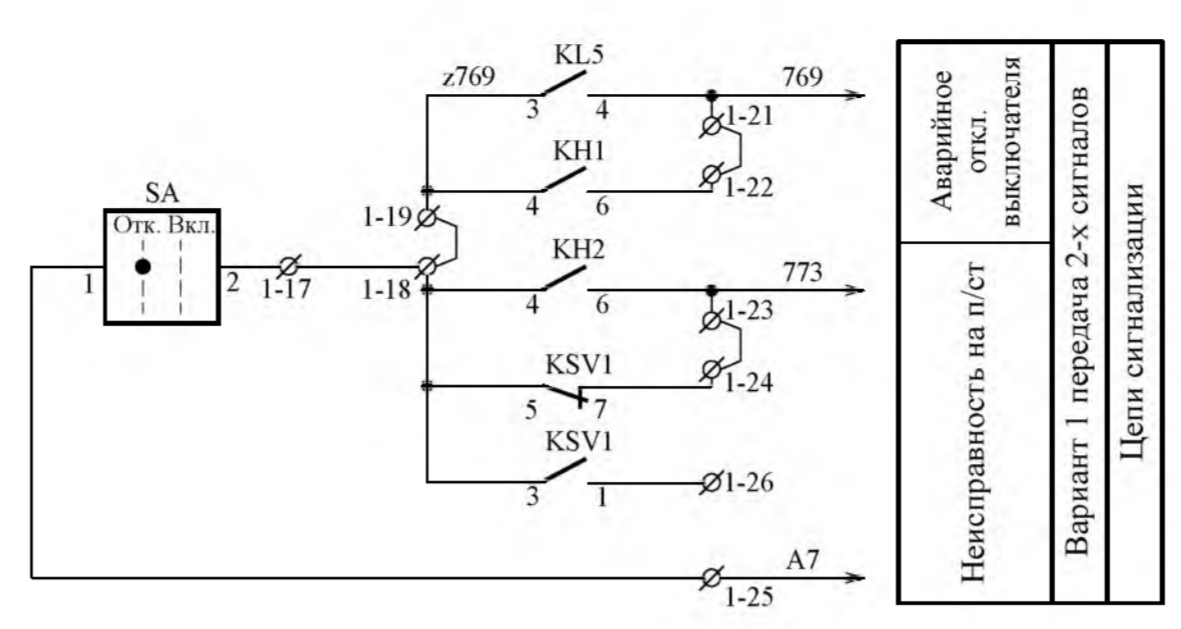 KL5
z769
769
3
4
1-21
KH1
1-22
4
6
SA
Отк.
Вкл.
1-19
1
2
1-17
1-18
KH2
773
4
6
1-23
KSV1
1-24
5
7
KSV1
3
1
1-26
A7
1-25
Аварийное
откл.
выключателя
Неисправность на п/ст
Вариант 1 передача 2-х сигналов
Цепи сигнализации